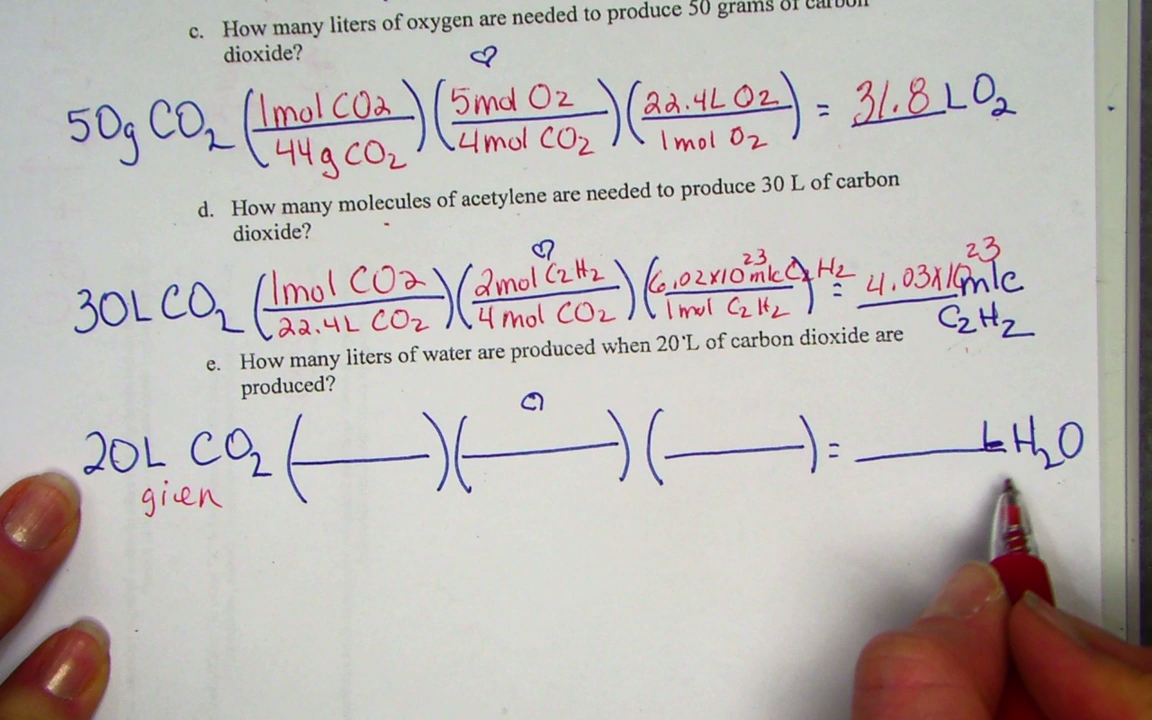 c. How many liters of oxygen are needed to produce 50 grams of carbon
dioxide?
50g CO₂ (1mol CO2 / 44g CO₂) (5mol O2 / 4mol CO₂) (22.4L O2 / 1mol O₂) = 31.8 L O₂
d. How many molecules of acetylene are needed to produce 30 L of carbon
dioxide?
30L CO₂ (1mol CO2 / 22.4L CO₂) (2mol C₂H₂ / 4mol CO₂) (6.02x10²³ mlc C₂H₂ / 1mol C₂H₂) = 4.03x10²³ mlc C₂H₂
e. How many liters of water are produced when 20 L of carbon dioxide are
produced?
20L CO₂ ( ) ( ) ( ) = L H₂O
given